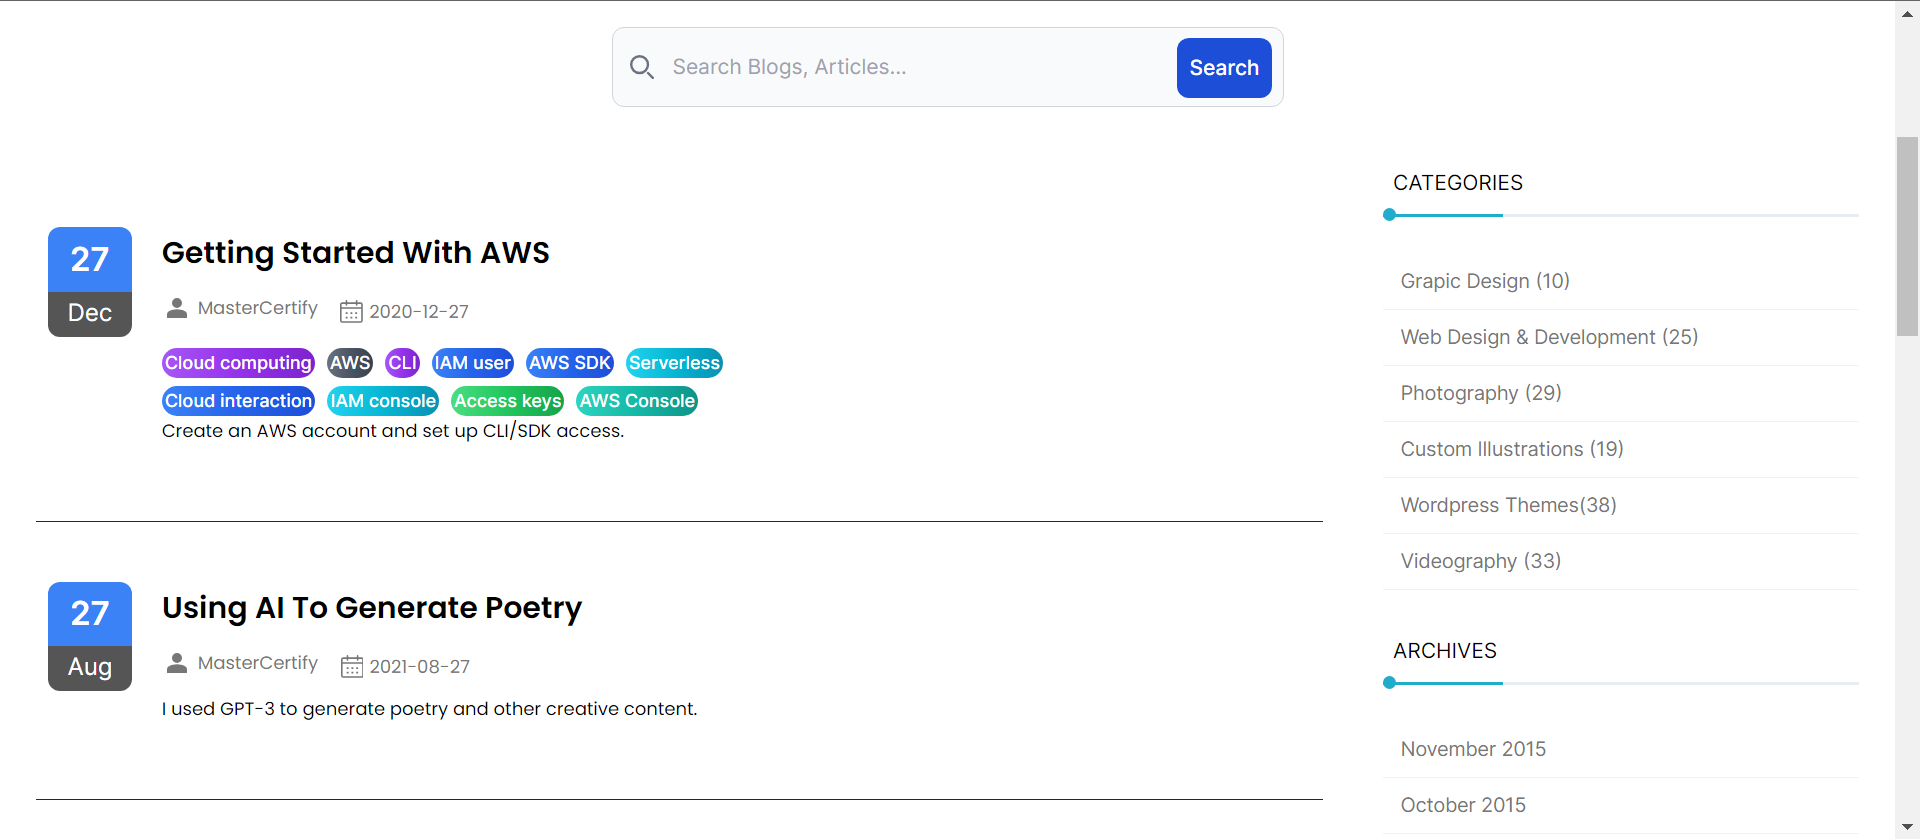 Search Blogs, Articles...
Search
27
Dec
Getting Started With AWS
MasterCertify 2020-12-27
Cloud computing AWS CLI IAM user AWS SDK Serverless
Cloud interaction IAM console Access keys AWS Console
Create an AWS account and set up CLI/SDK access.
27
Aug
Using AI To Generate Poetry
MasterCertify 2021-08-27
I used GPT-3 to generate poetry and other creative content.
CATEGORIES
Grapic Design (10)
Web Design & Development (25)
Photography (29)
Custom Illustrations (19)
Wordpress Themes(38)
Videography (33)
ARCHIVES
November 2015
October 2015